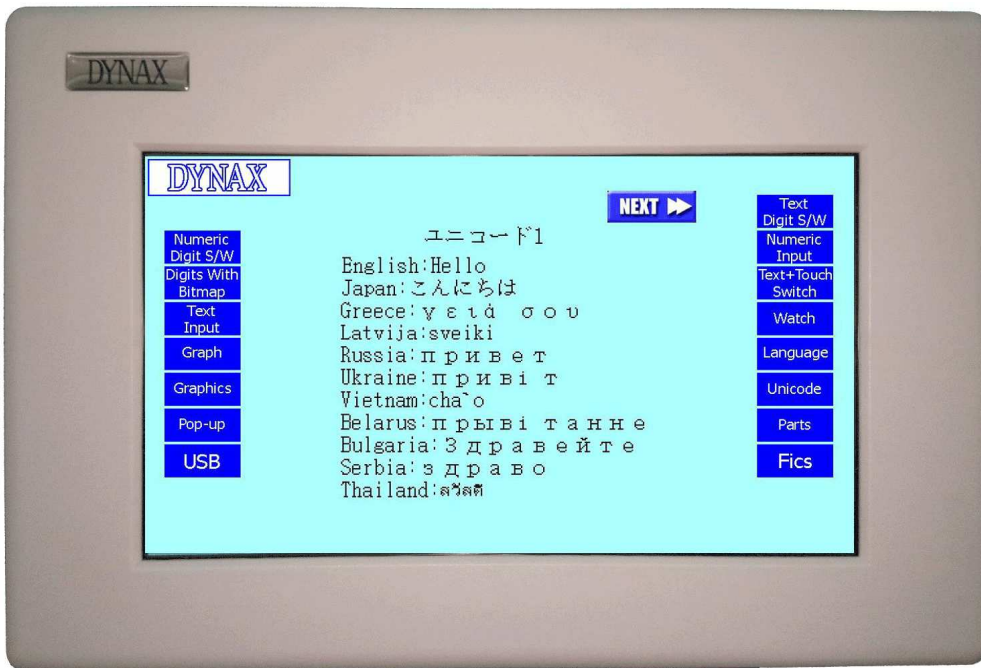 DYNAX
DYNAX
NEXT
Numeric
Digit S/W
Digits With
Bitmap
Text
Input
Graph
Graphics
Pop-up
USB
ユニコード1
English:Hello
Japan:こんにちは
Greece:γειά σου
Latvija:sveiki
Russia:привет
Ukraine:привіт
Vietnam:cha`o
Belarus:прывітанне
Bulgaria:Здравейте
Serbia:здраво
Thailand:สวัสดี
Text
Digit S/W
Numeric
Input
Text+Touch
Switch
Watch
Language
Unicode
Parts
Fics